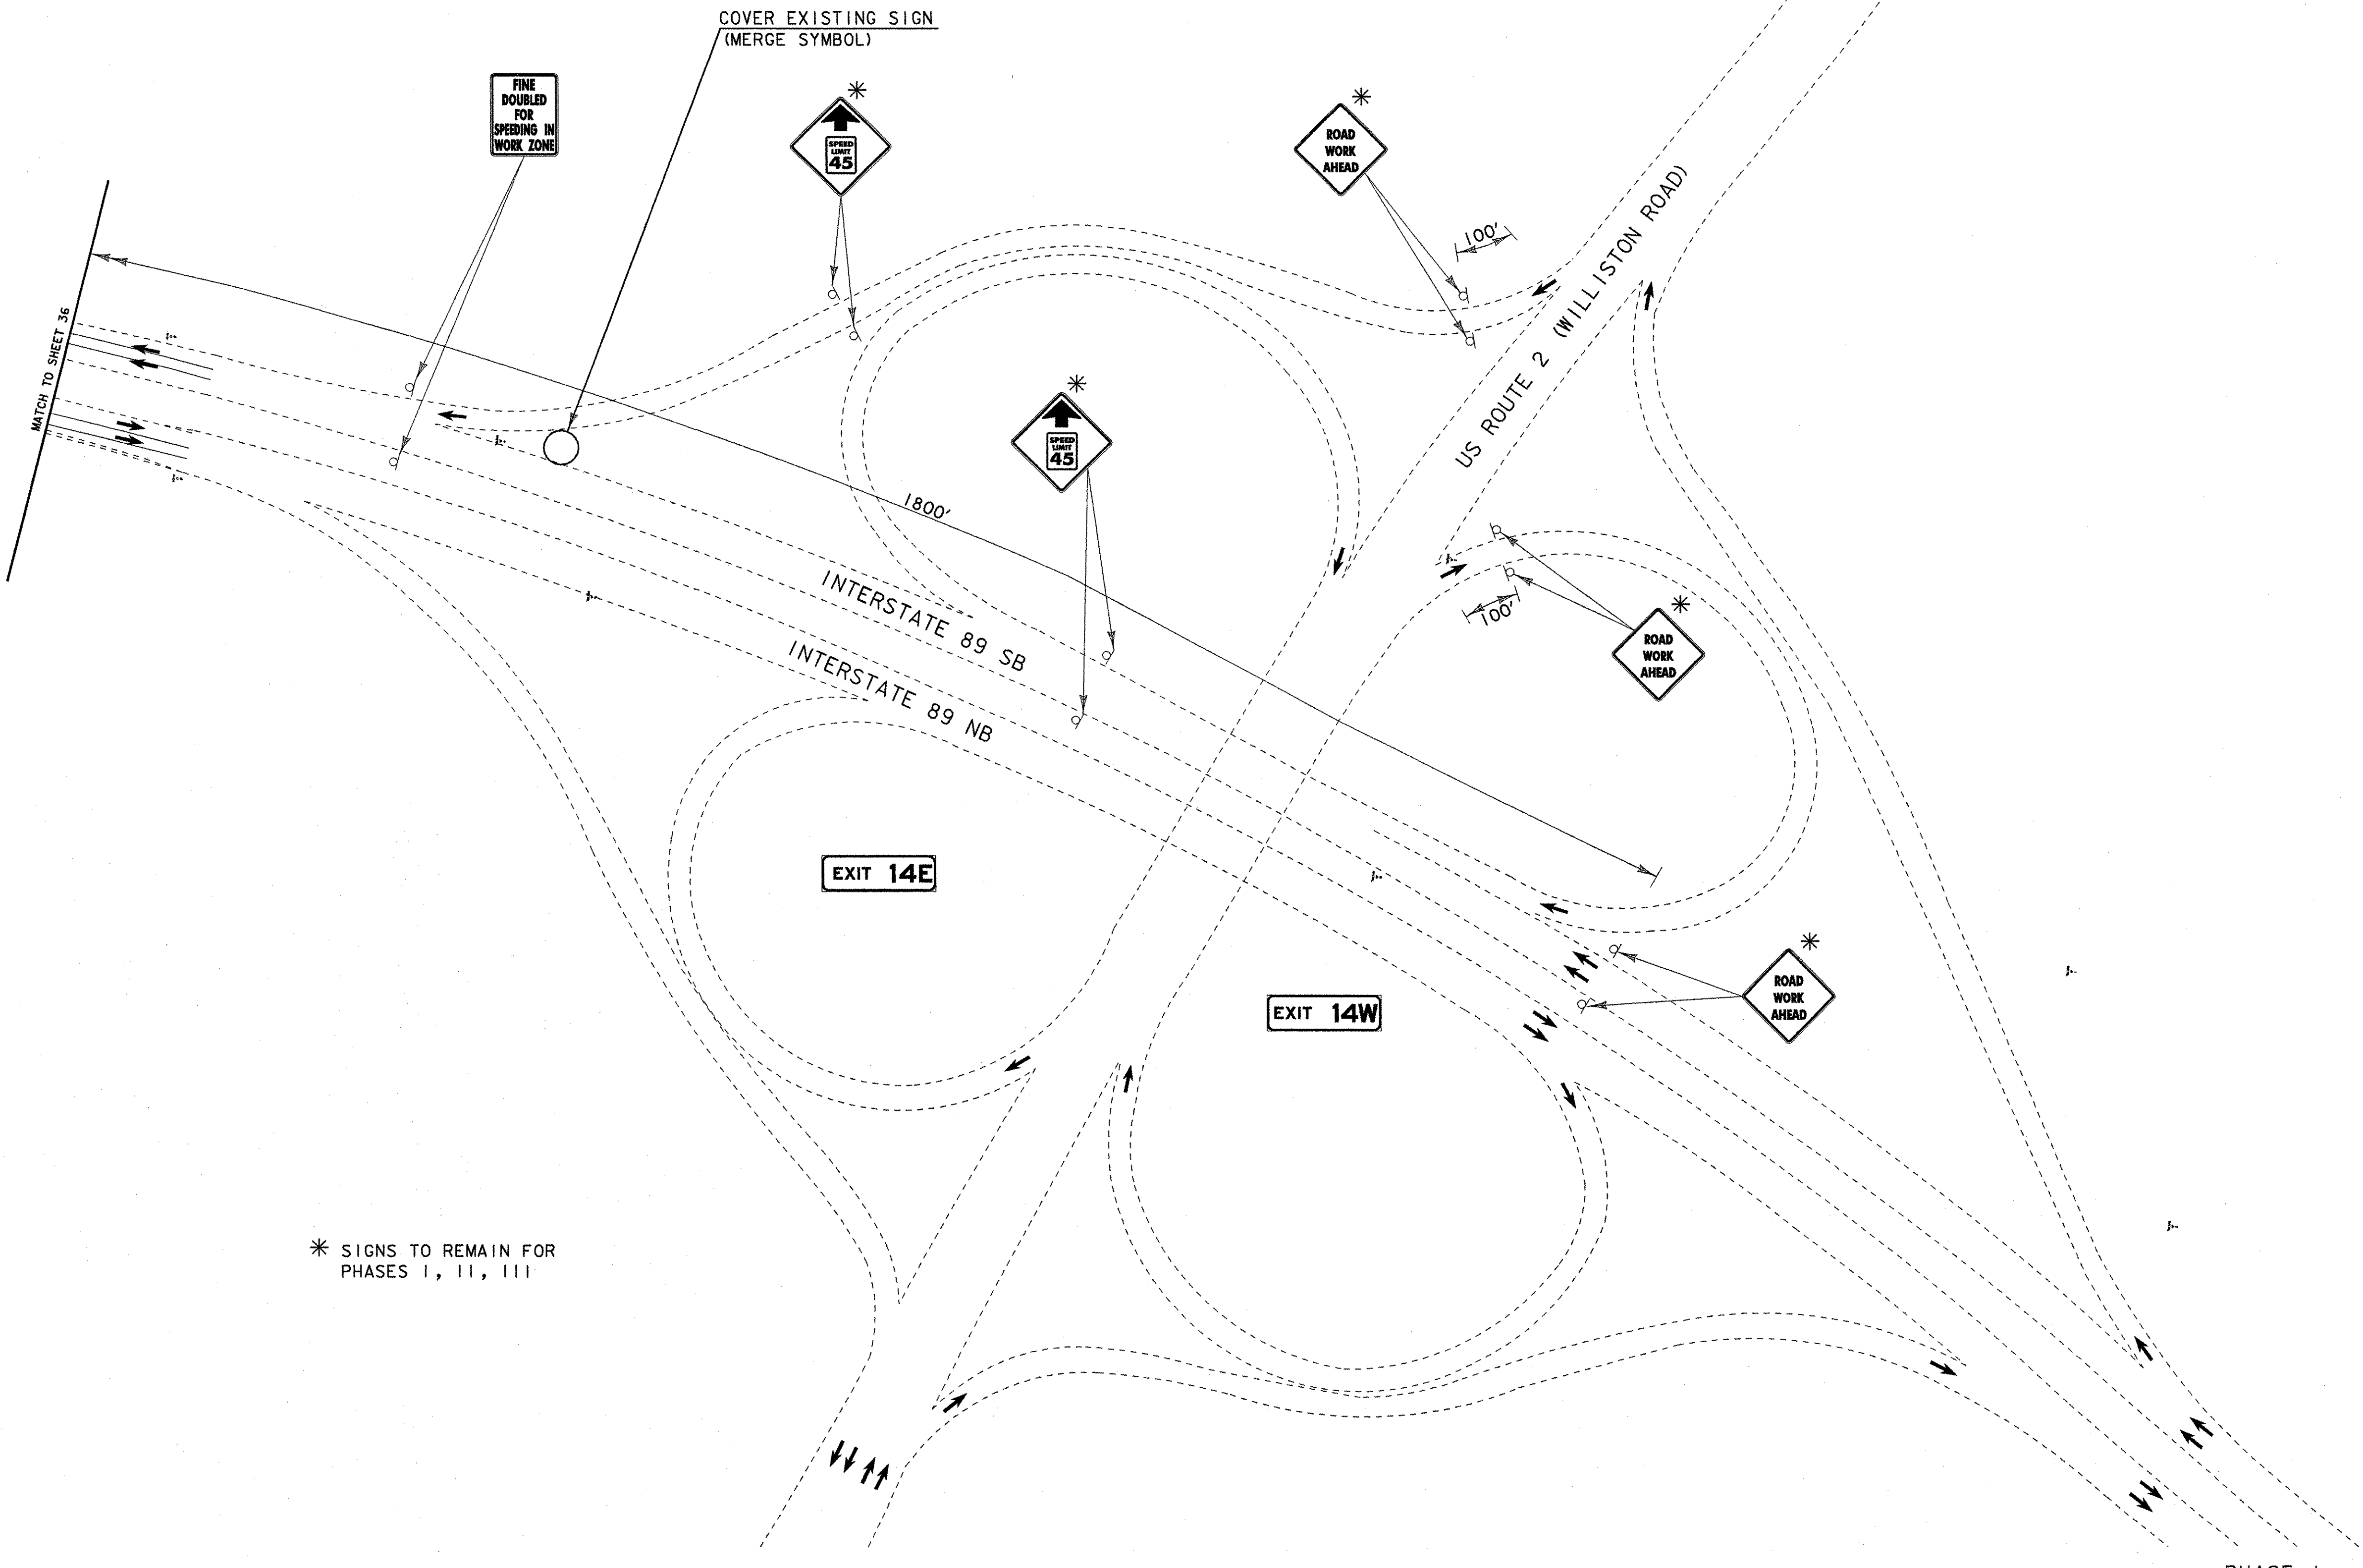 COVER EXISTING SIGN
(MERGE SYMBOL)
FINE
DOUBLED
FOR
SPEEDING IN
WORK ZONE
SPEED
LIMIT
45
ROAD
WORK
AHEAD
100'
US ROUTE 2 (WILLISTON ROAD)
MATCH TO SHEET 36
SPEED
LIMIT
45
1800'
INTERSTATE 89 SB
INTERSTATE 89 NB
100'
ROAD
WORK
AHEAD
EXIT 14E
EXIT 14W
ROAD
WORK
AHEAD
* SIGNS TO REMAIN FOR
PHASES I, II, III